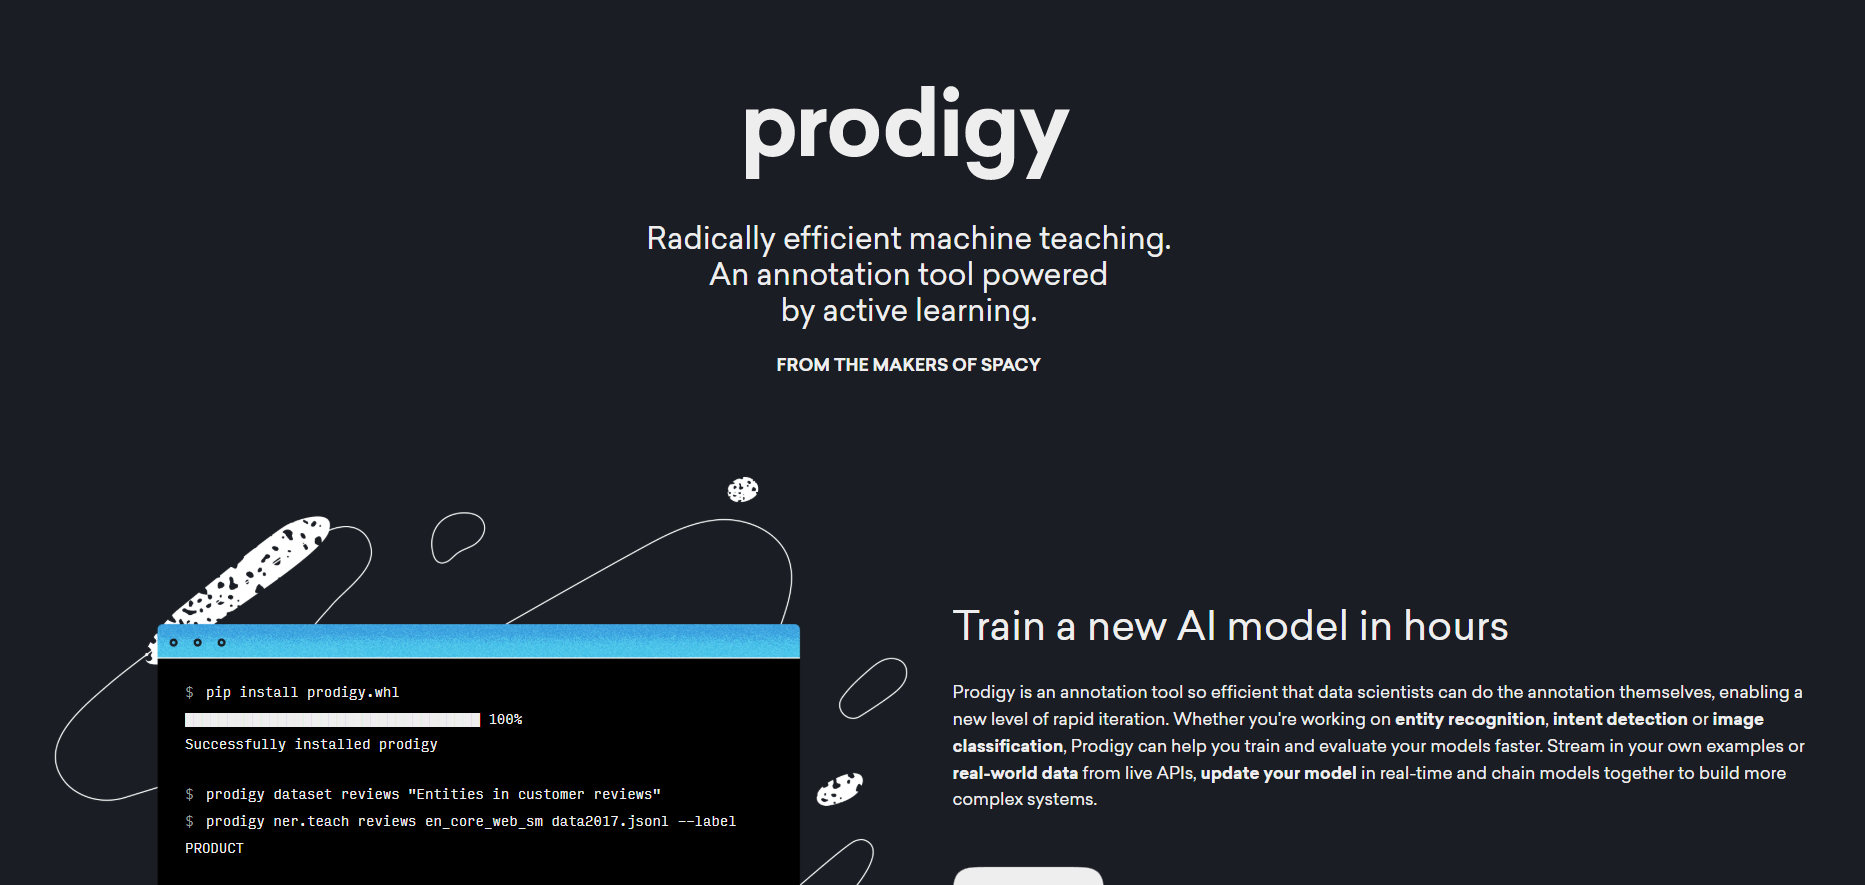 prodigy
Radically efficient machine teaching.
An annotation tool powered
by active learning.
FROM THE MAKERS OF SPACY
$ pip install prodigy.whl
100%
Successfully installed prodigy
$ prodigy dataset reviews "Entities in customer reviews"
$ prodigy ner.teach reviews en_core_web_sm data2017.jsonl --label
PRODUCT
Train a new AI model in hours
Prodigy is an annotation tool so efficient that data scientists can do the annotation themselves, enabling a
new level of rapid iteration. Whether you're working on entity recognition, intent detection or image
classification, Prodigy can help you train and evaluate your models faster. Stream in your own examples or
real-world data from live APIs, update your model in real-time and chain models together to build more
complex systems.